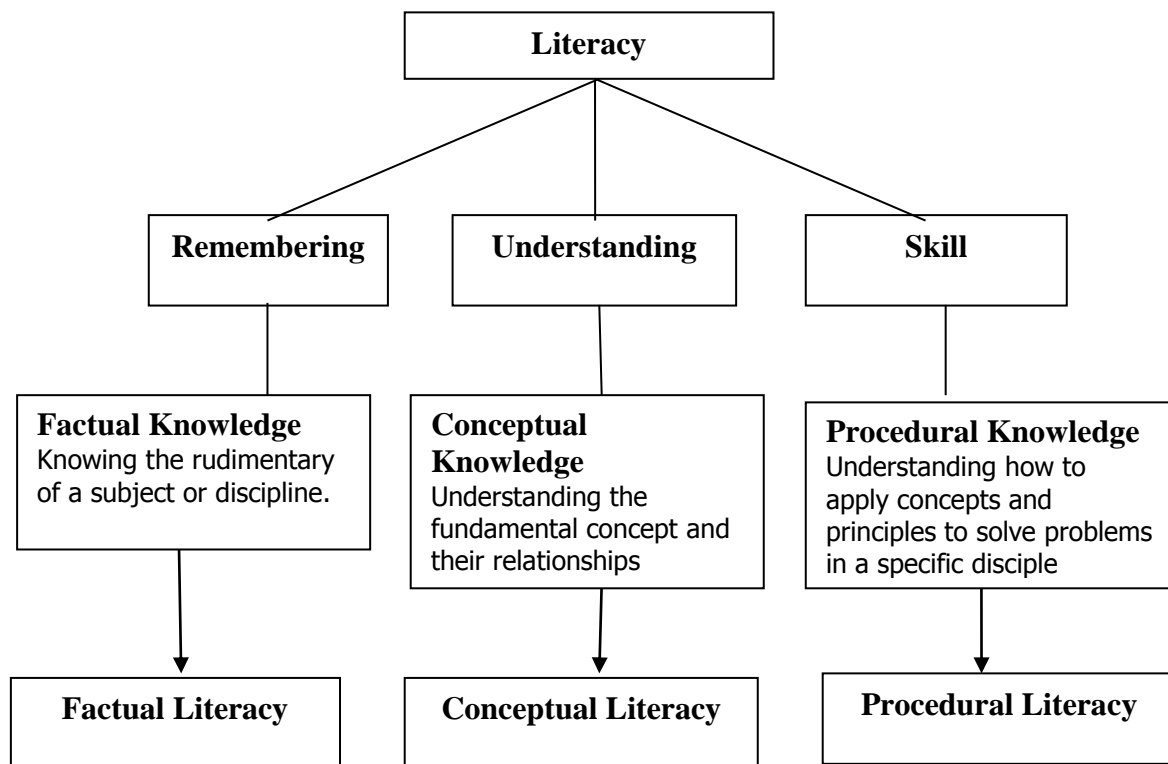 Literacy
Remembering
Understanding
Skill
Factual Knowledge
Knowing the rudimentary
of a subject or discipline.
Conceptual
Knowledge
Understanding the
fundamental concept and
their relationships
Procedural Knowledge
Understanding how to
apply concepts and
principles to solve problems
in a specific disciple
Factual Literacy
Conceptual Literacy
Procedural Literacy